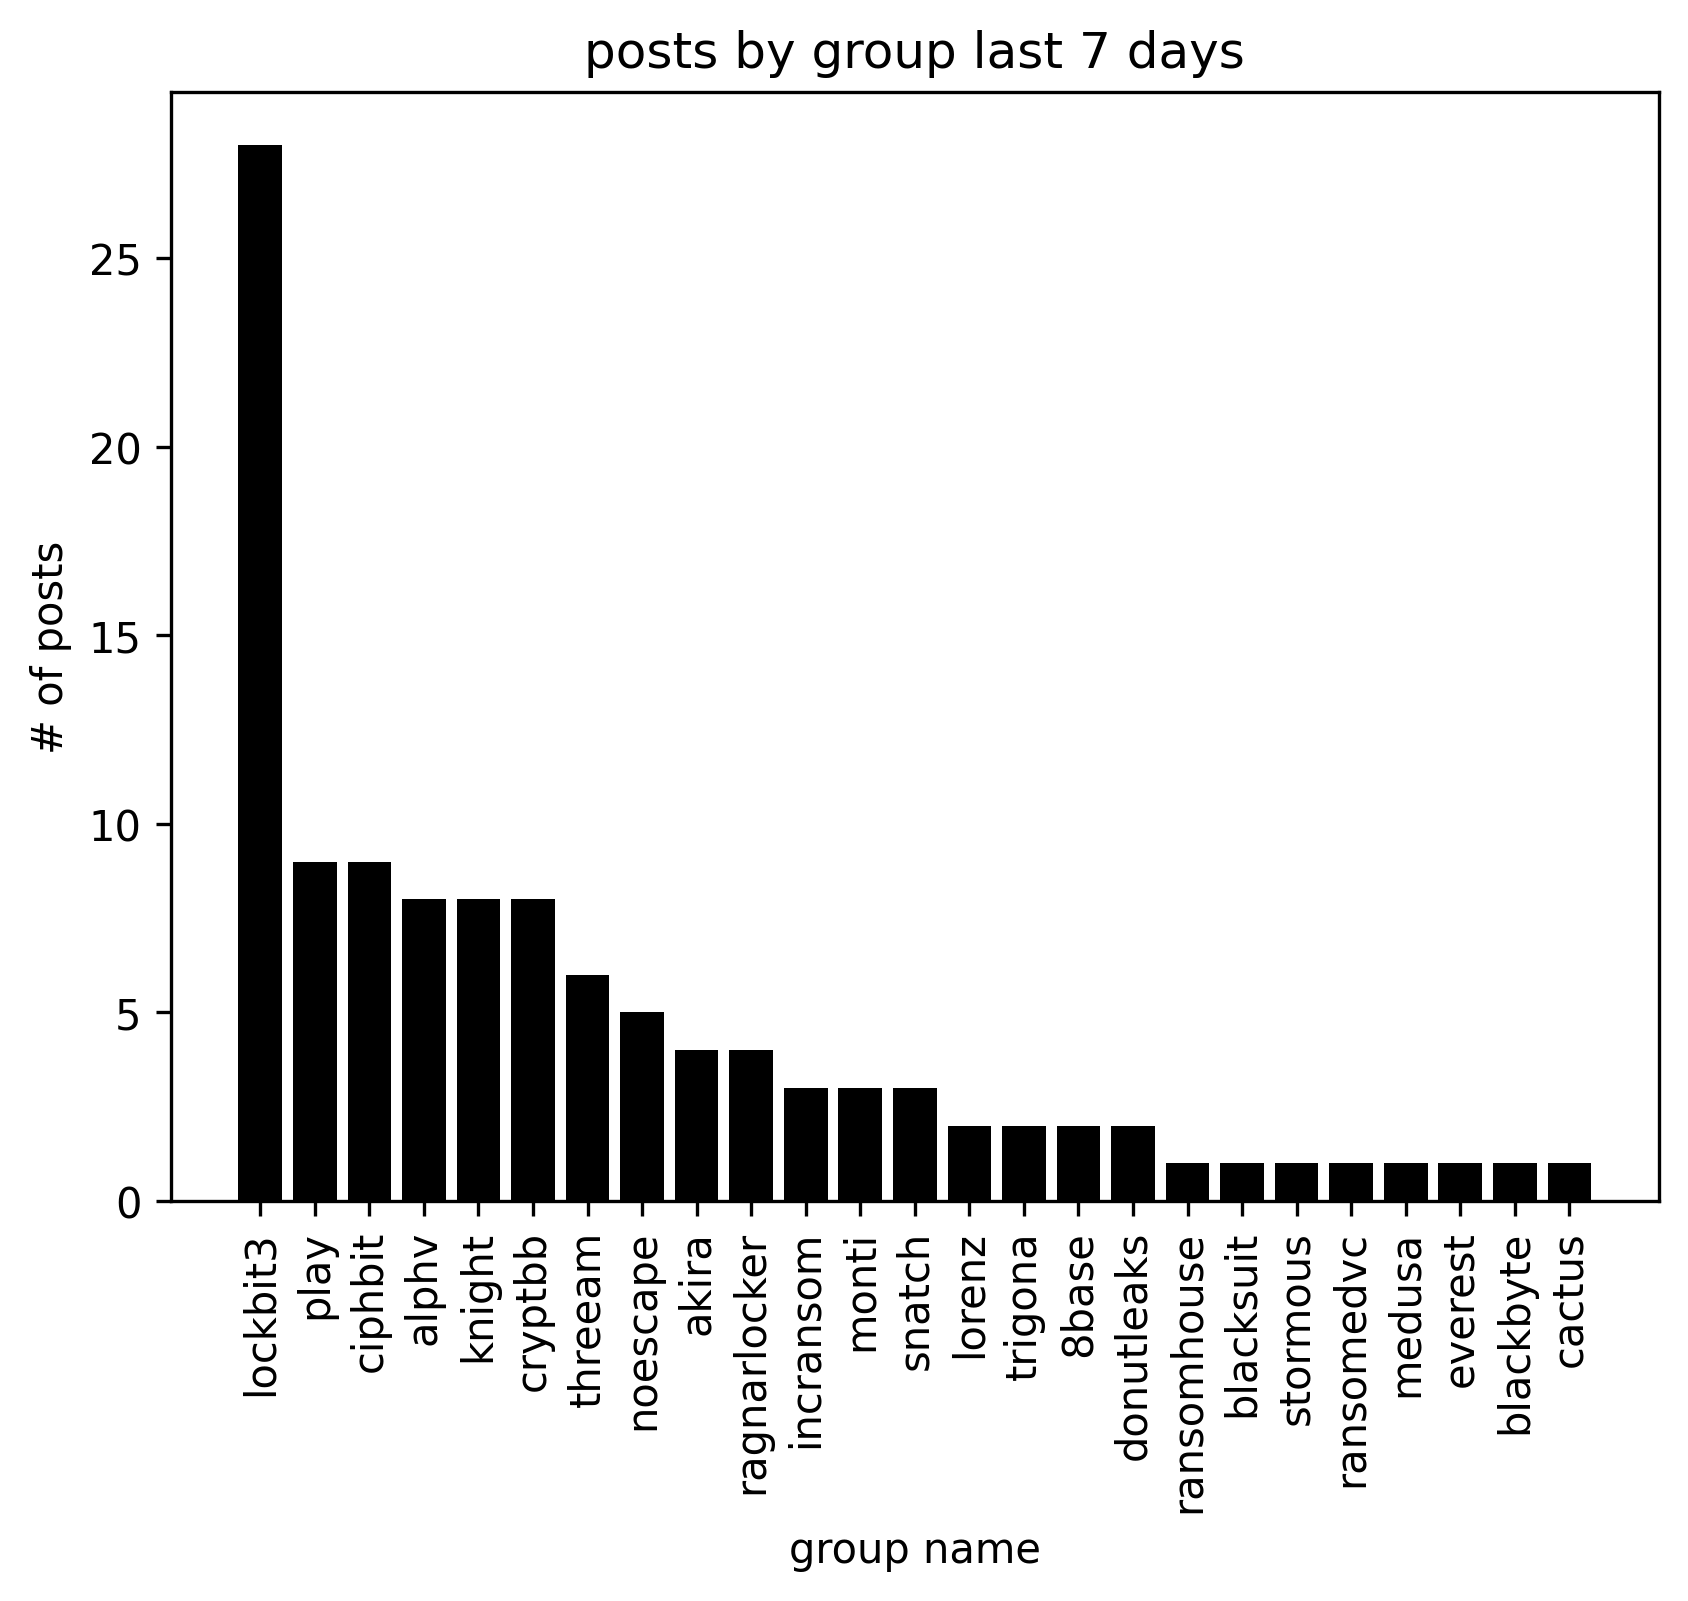 posts by group last 7 days
# of posts
25
20
15
10
5
0
lockbit3
play
ciphbit
alphv
knight
cryptbb
threeam
noescape
akira
ragnarlocker
incransom
monti
snatch
lorenz
trigona
8base
donutleaks
ransomhouse
blacksuit
stormous
ransomedvc
medusa
everest
blackbyte
cactus
group name